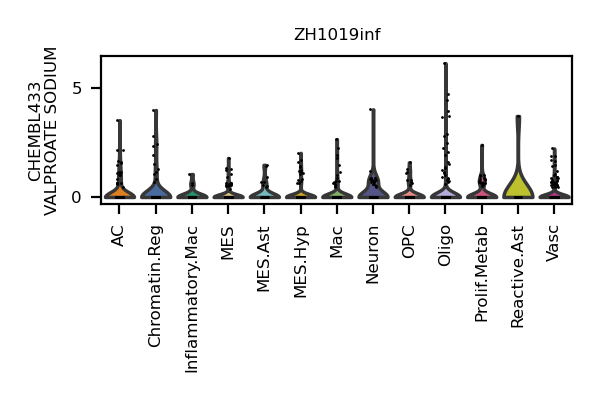 ZH1019inf
CHEMBL433
VALPROATE SODIUM
5
0
AC
Chromatin.Reg
Inflammatory.Mac
MES
MES.Ast
MES.Hyp
Mac
Neuron
OPC
Oligo
Prolif.Metab
Reactive.Ast
Vasc